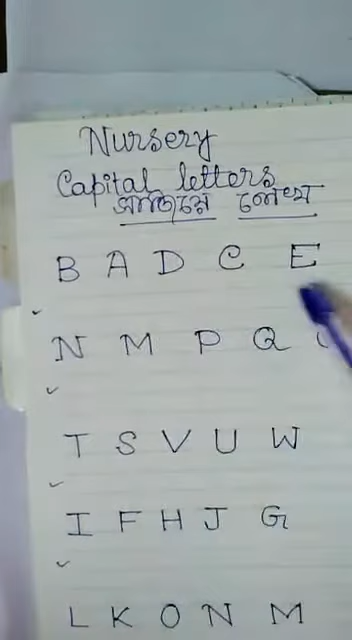 Nursery
Capital letters
সাজিয়ে লেখো
B A D C E
N M P Q
T S V U W
I F H J G
L K O N M